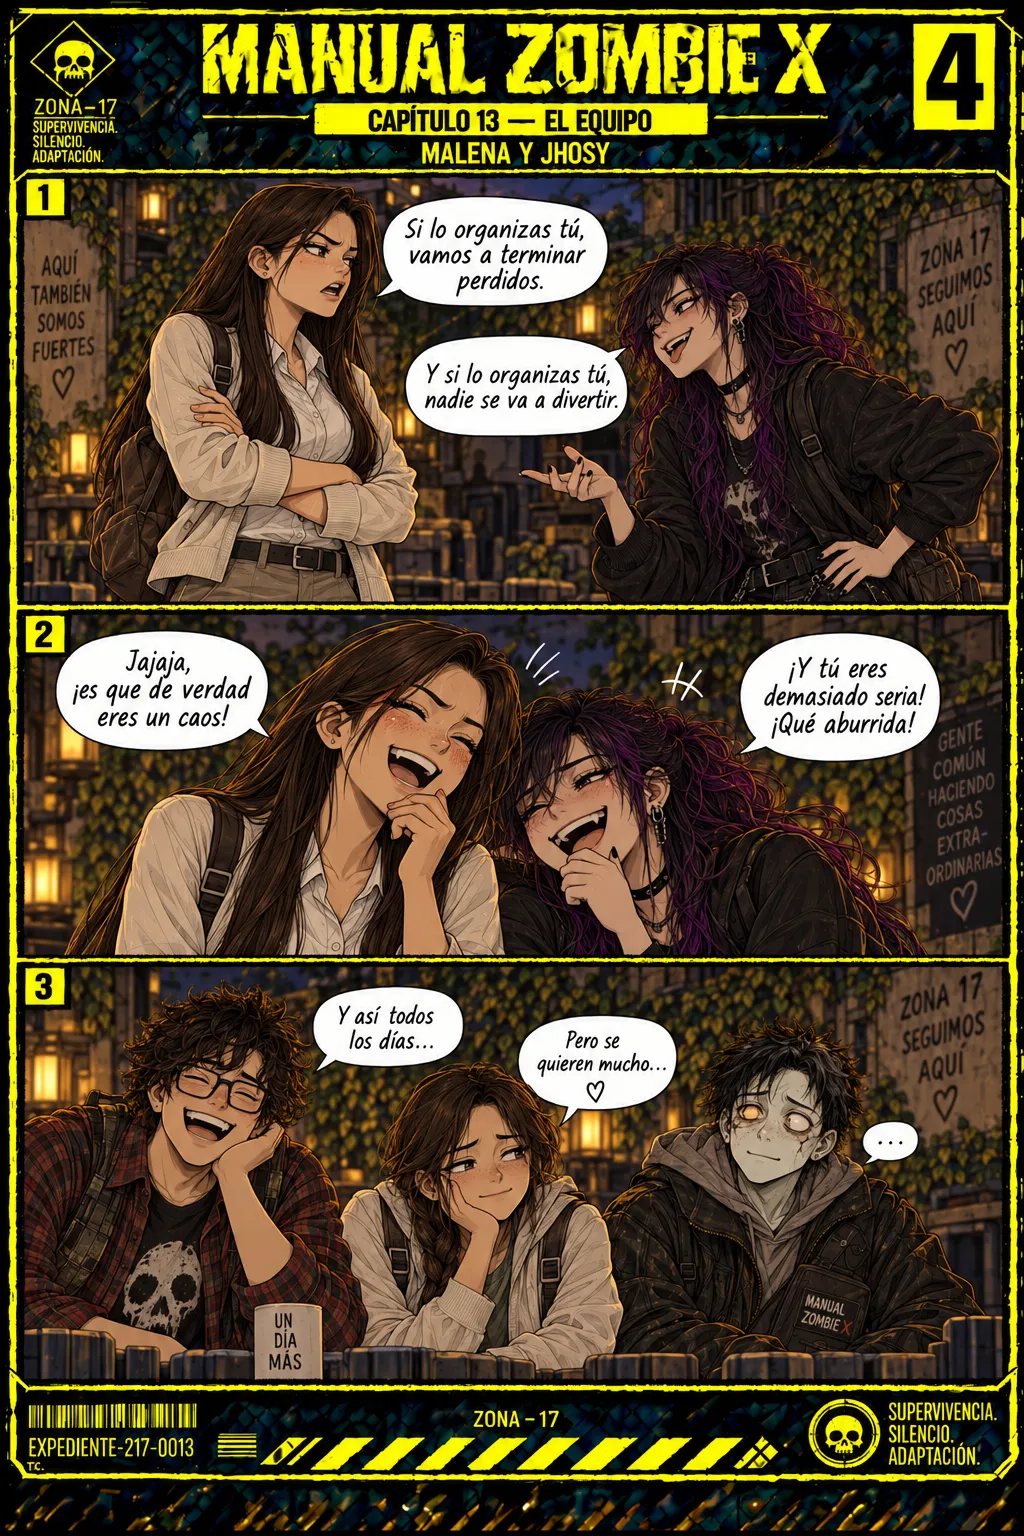 MANUAL ZOMBIE X
CAPÍTULO 13 — EL EQUIPO
MALENA Y JHOSY
ZONA-17
SUPERVIVENCIA.
SILENCIO.
ADAPTACIÓN.
4
1
AQUÍ
TAMBIÉN
SOMOS
FUERTES
♡
Si lo organizas tú,
vamos a terminar
perdidos.
Y si lo organizas tú,
nadie se va a divertir.
ZONA 17
SEGUIMOS
AQUÍ
♡
2
Jajaja,
¡es que de verdad
eres un caos!
¡Y tú eres
demasiado seria!
¡Qué aburrida!
GENTE
COMÚN
HACIENDO
COSAS
EXTRA-
ORDINARIAS
♡
3
Y así todos
los días...
Pero se
quieren mucho...
♡
...
ZONA 17
SEGUIMOS
AQUÍ
♡
UN
DÍA
MÁS
MANUAL
ZOMBIE X
EXPEDIENTE-217-0013
TC.
ZONA-17
SUPERVIVENCIA.
SILENCIO.
ADAPTACIÓN.